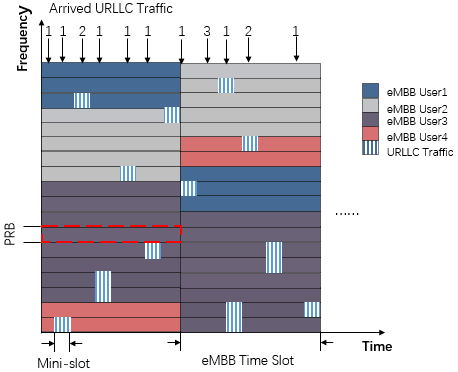 Arrived URLLC Traffic
Frequency
1 1 2 1 1 1 1 3 1 2 1
eMBB User1
eMBB User2
eMBB User3
eMBB User4
URLLC Traffic
PRB
......
Time
Mini-slot
eMBB Time Slot